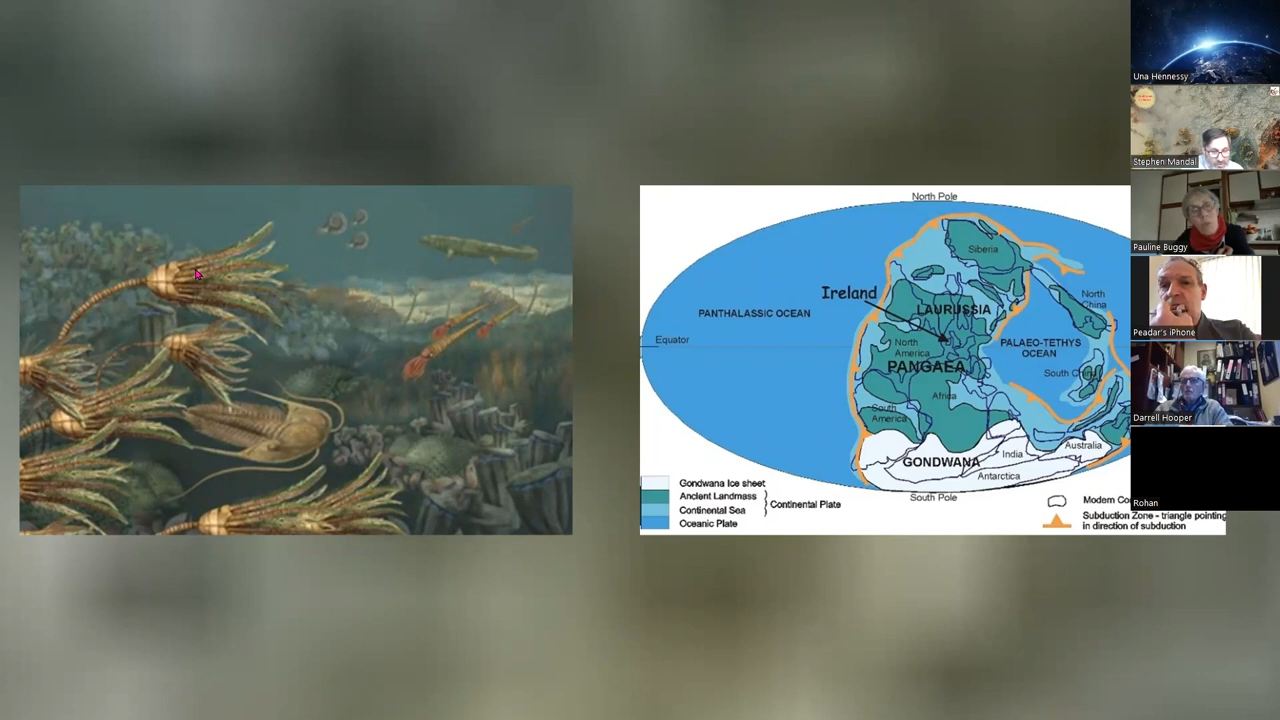 North Pole
Siberia
Ireland
LAURUSSIA
North
China
PANTHALASSIC OCEAN
Equator
North
America
PALAEO-TETHYS
OCEAN
PANGAEA
South China
Africa
South
America
Australia
India
GONDWANA
Antarctica
South Pole
Gondwana Ice sheet
Ancient Landmass
Continental Sea
Continental Plate
Oceanic Plate
Modern
Subduction Zone - triangle pointing
in direction of subduction
Una Hennessy
Stephen Mandal
Pauline Buggy
Peadar's iPhone
Darrell Hooper
Rohan